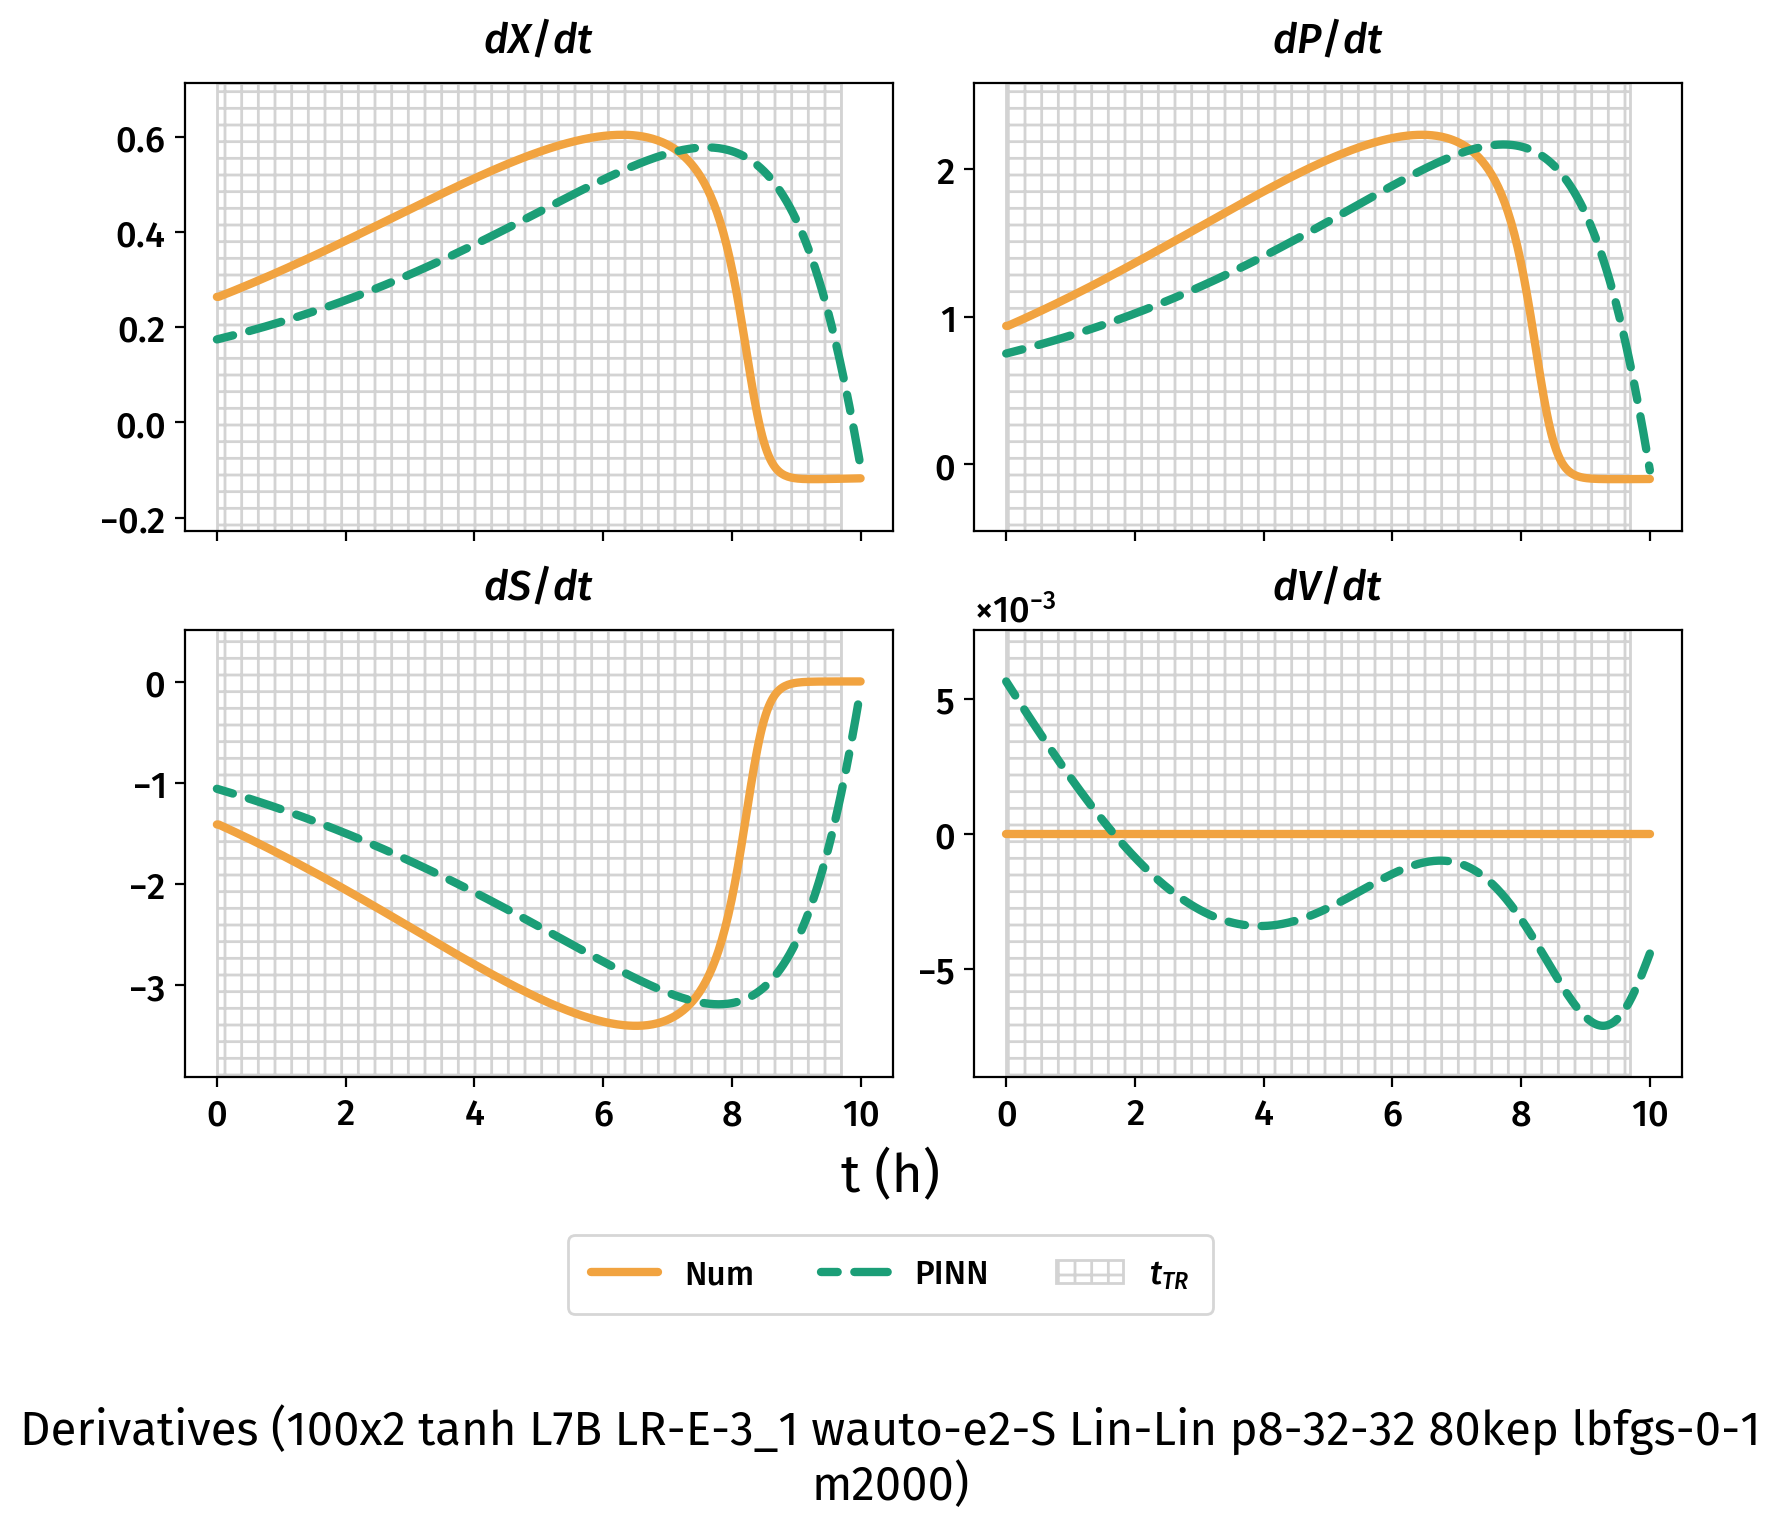 dX/dt
dP/dt
0.6
0.4
0.2
0.0
−0.2
2
1
0
dS/dt
dV/dt
×10⁻³
0
−1
−2
−3
5
0
−5
0 2 4 6 8 10
0 2 4 6 8 10
t (h)
Num PINN t_TR
Derivatives (100x2 tanh L7B LR-E-3_1 wauto-e2-S Lin-Lin p8-32-32 80kep lbfgs-0-1
m2000)